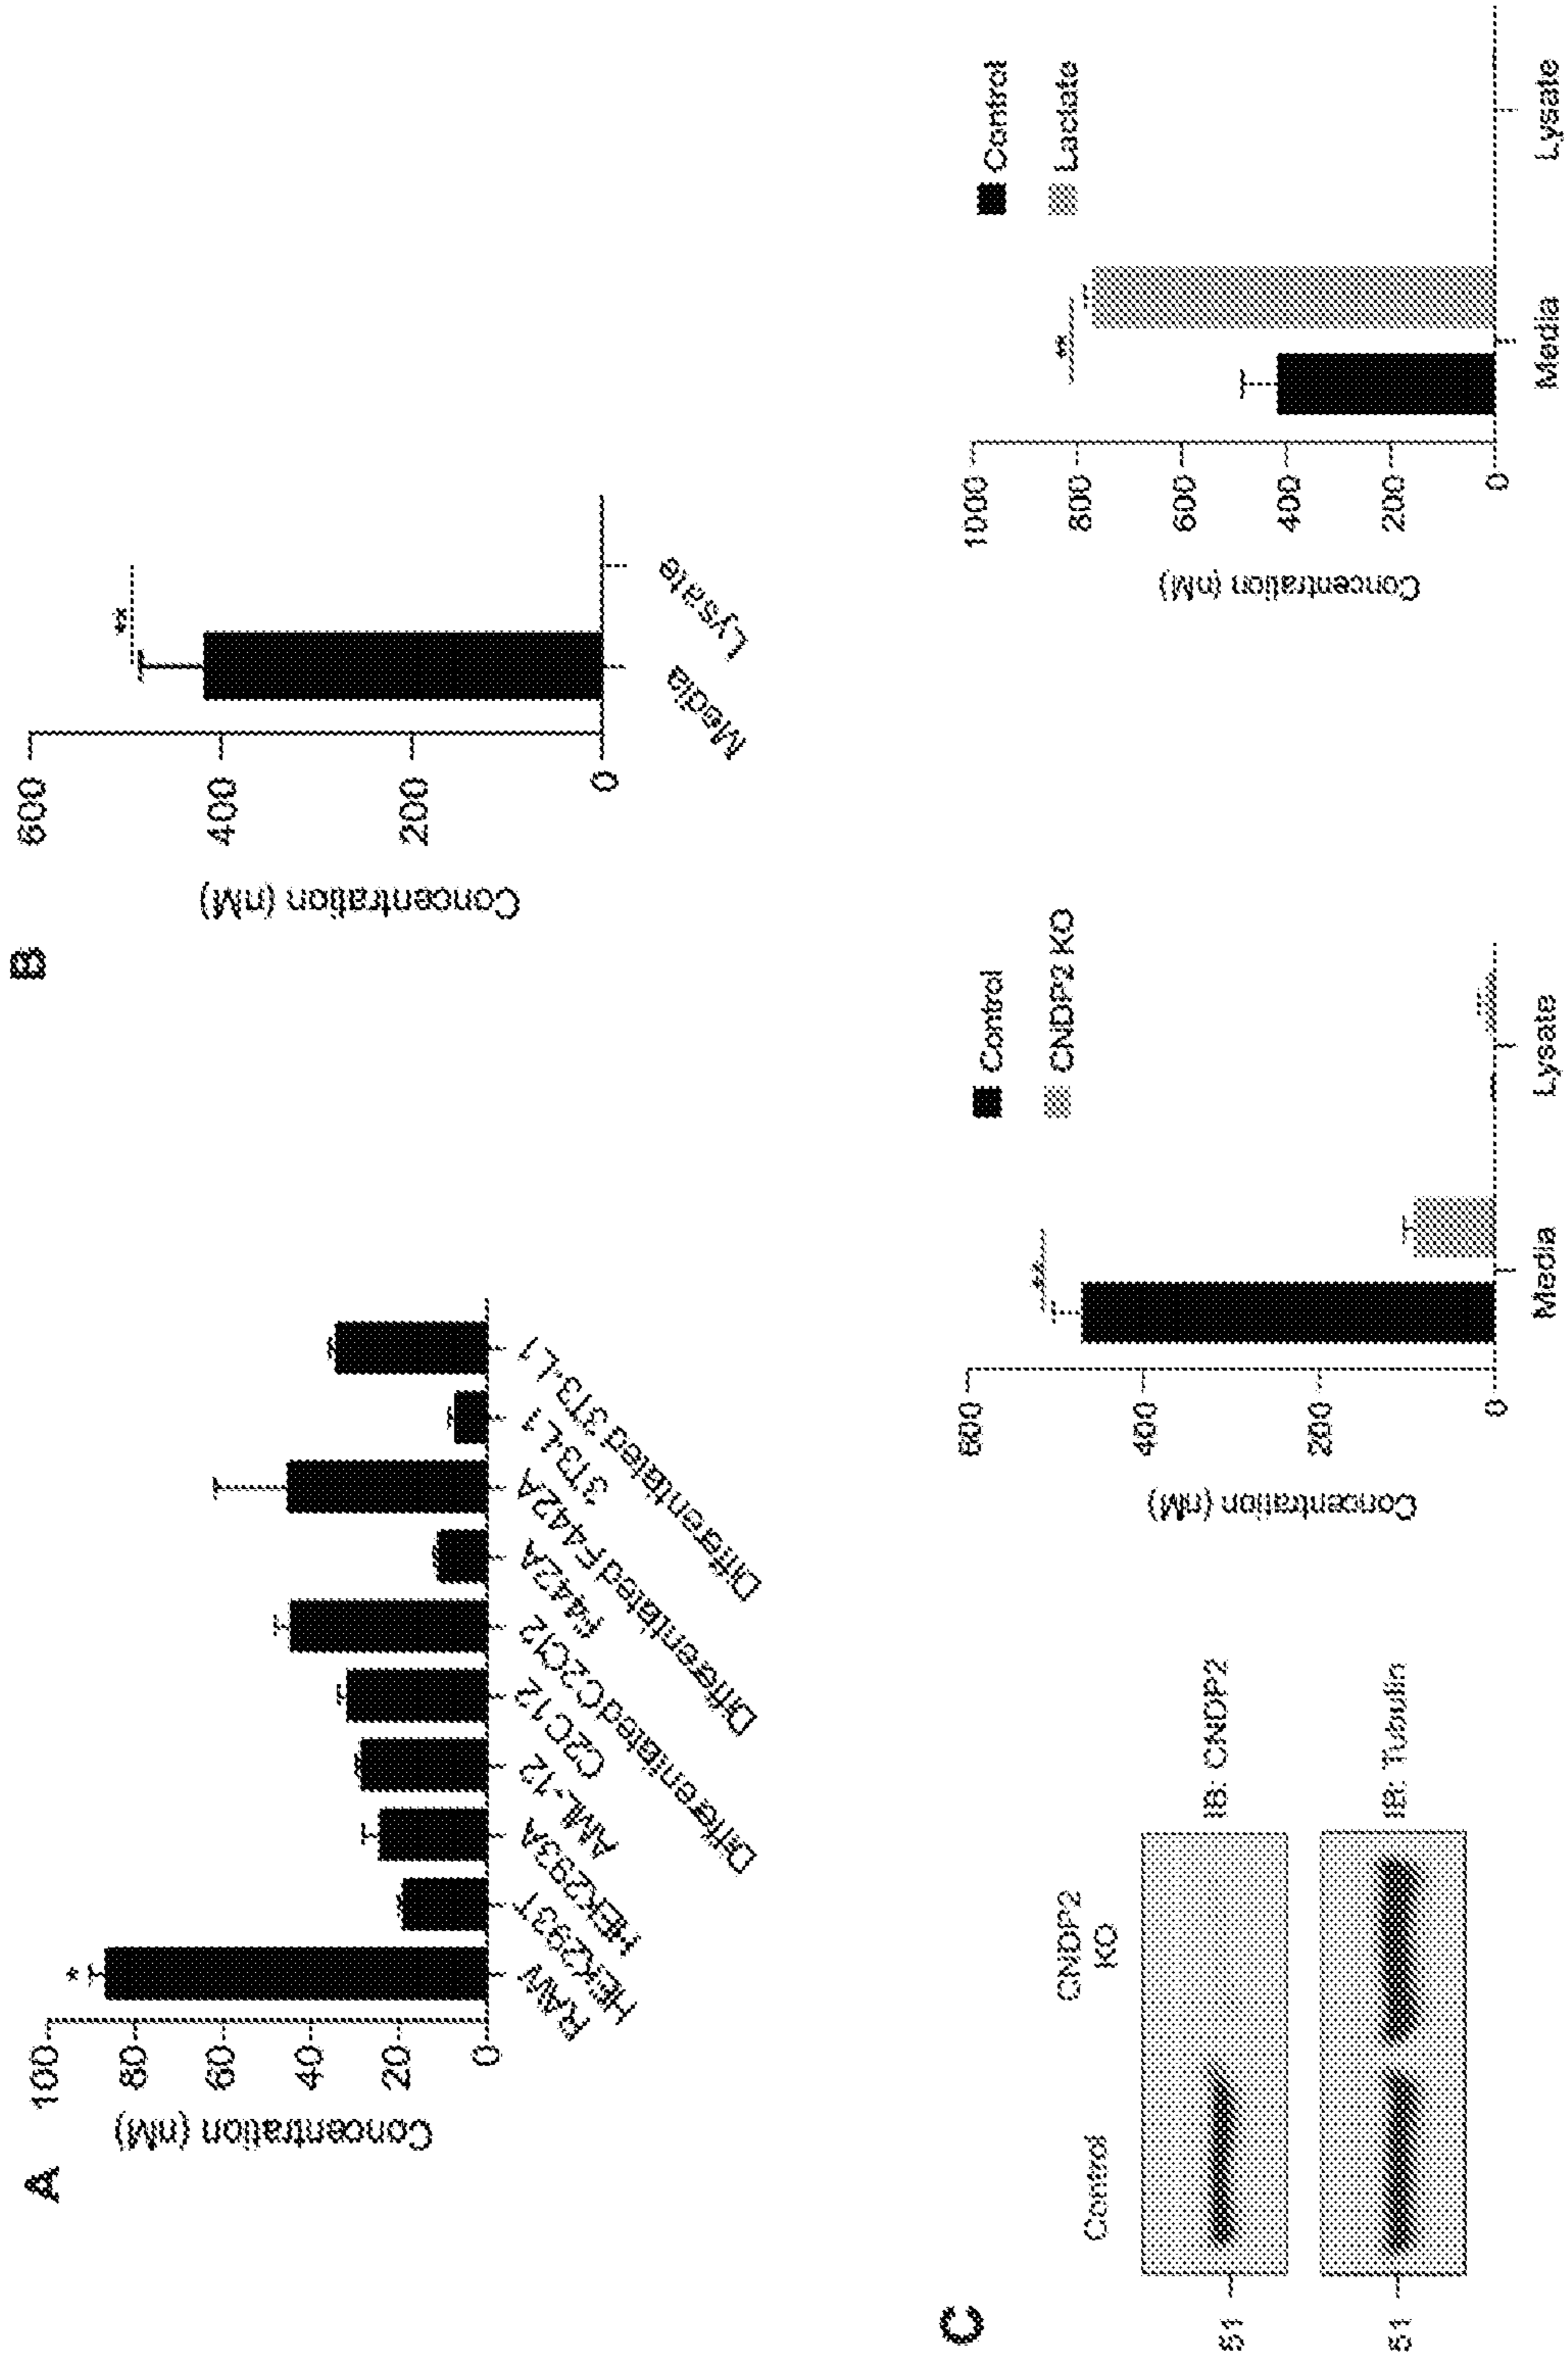 A
Concentration (nM)
100
80
60
40
20
0
*
RAW
HEK293T
HEK293A
AML-12
C2C12
Differentiated C2C12
F442A
Differentiated F442A
3T3-L1
Differentiated 3T3-L1
B
Concentration (nM)
600
400
200
0
**
Media
Lysate
C
Control
CNDP2
KO
51
IB: CNDP2
51
IB: Tubulin
Concentration (nM)
600
400
200
0
**
Control
CNDP2 KO
Media
Lysate
Concentration (nM)
1000
800
600
400
200
0
**
Control
Lactate
Media
Lysate